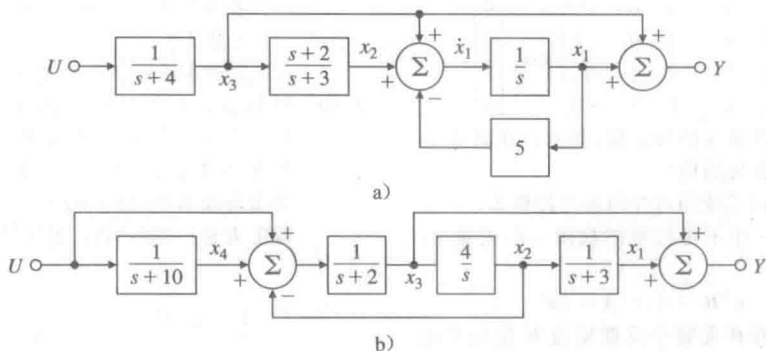 + +
U 1/(s+4) x₃ (s+2)/(s+3) x₂ + Σ ẋ₁ 1/s x₁ + Σ Y
−
5
a)
+ +
U 1/(s+10) x₄ + Σ 1/(s+2) x₃ 4/s x₂ 1/(s+3) x₁ + Σ Y
−
b)